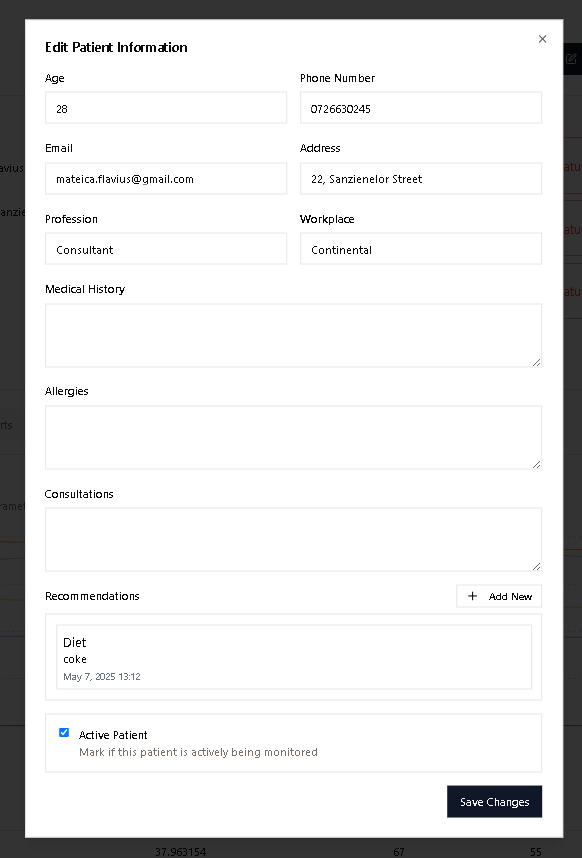 Edit Patient Information
Age
Phone Number
28
0726630245
Email
Address
mateica.flavius@gmail.com
22, Sanzienelor Street
Profession
Workplace
Consultant
Continental
Medical History
Allergies
Consultations
Recommendations
+ Add New
Diet
coke
May 7, 2025 13:12
Active Patient
Mark if this patient is actively being monitored
Save Changes
37.963154 67 55